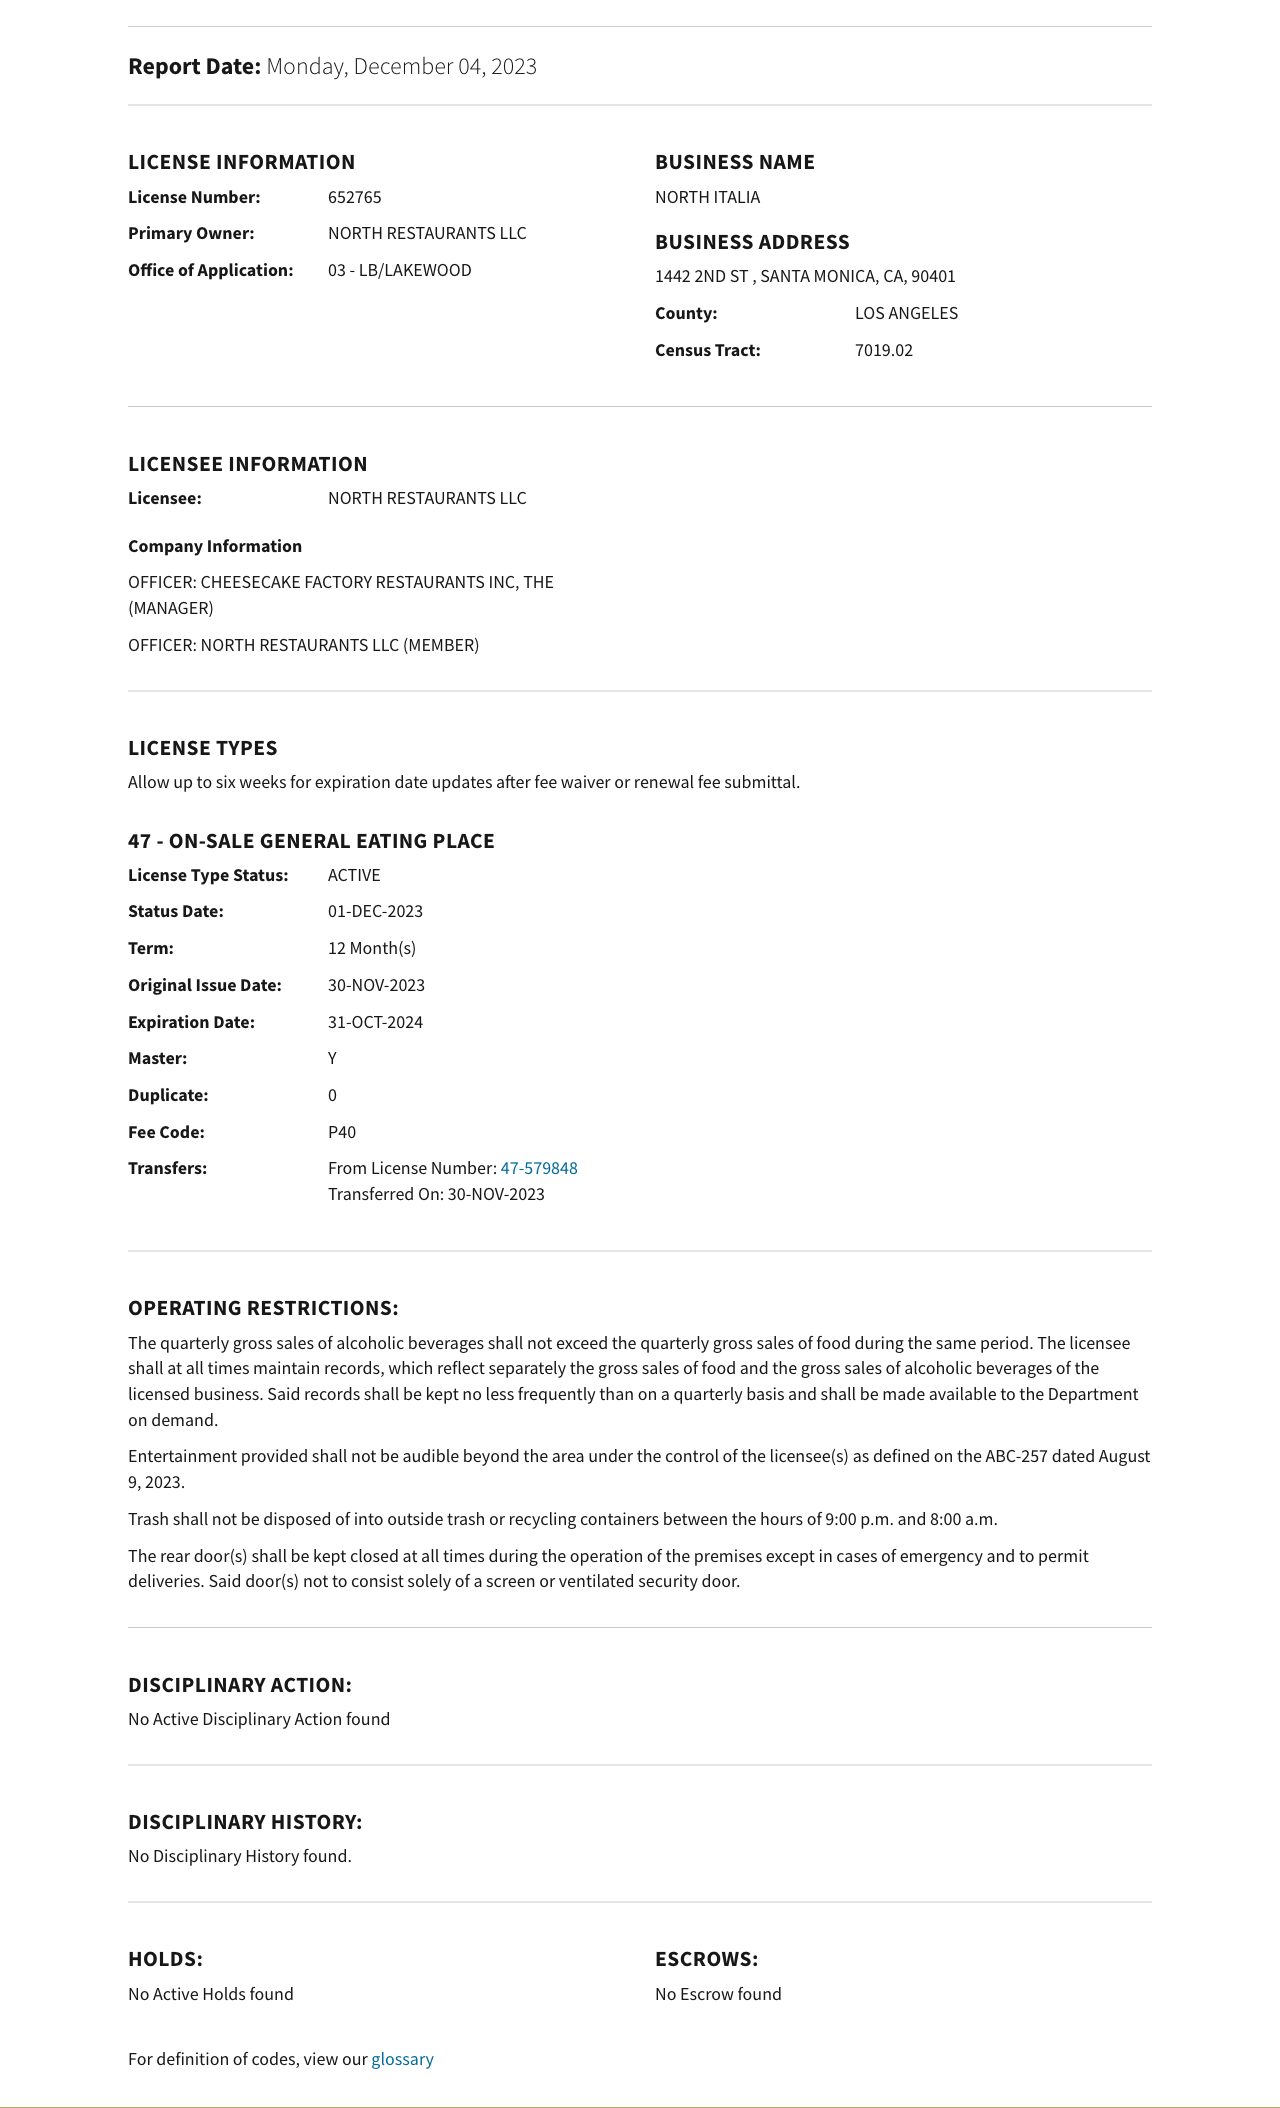 Report Date: Monday, December 04, 2023
LICENSE INFORMATION
License Number: 652765
Primary Owner: NORTH RESTAURANTS LLC
Office of Application: 03 - LB/LAKEWOOD
BUSINESS NAME
NORTH ITALIA
BUSINESS ADDRESS
1442 2ND ST , SANTA MONICA, CA, 90401
County: LOS ANGELES
Census Tract: 7019.02
LICENSEE INFORMATION
Licensee: NORTH RESTAURANTS LLC
Company Information
OFFICER: CHEESECAKE FACTORY RESTAURANTS INC, THE
(MANAGER)
OFFICER: NORTH RESTAURANTS LLC (MEMBER)
LICENSE TYPES
Allow up to six weeks for expiration date updates after fee waiver or renewal fee submittal.
47 - ON-SALE GENERAL EATING PLACE
License Type Status: ACTIVE
Status Date: 01-DEC-2023
Term: 12 Month(s)
Original Issue Date: 30-NOV-2023
Expiration Date: 31-OCT-2024
Master: Y
Duplicate: 0
Fee Code: P40
Transfers: From License Number: 47-579848
Transferred On: 30-NOV-2023
OPERATING RESTRICTIONS:
The quarterly gross sales of alcoholic beverages shall not exceed the quarterly gross sales of food during the same period. The licensee
shall at all times maintain records, which reflect separately the gross sales of food and the gross sales of alcoholic beverages of the
licensed business. Said records shall be kept no less frequently than on a quarterly basis and shall be made available to the Department
on demand.
Entertainment provided shall not be audible beyond the area under the control of the licensee(s) as defined on the ABC-257 dated August
9, 2023.
Trash shall not be disposed of into outside trash or recycling containers between the hours of 9:00 p.m. and 8:00 a.m.
The rear door(s) shall be kept closed at all times during the operation of the premises except in cases of emergency and to permit
deliveries. Said door(s) not to consist solely of a screen or ventilated security door.
DISCIPLINARY ACTION:
No Active Disciplinary Action found
DISCIPLINARY HISTORY:
No Disciplinary History found.
HOLDS:
No Active Holds found
ESCROWS:
No Escrow found
For definition of codes, view our glossary